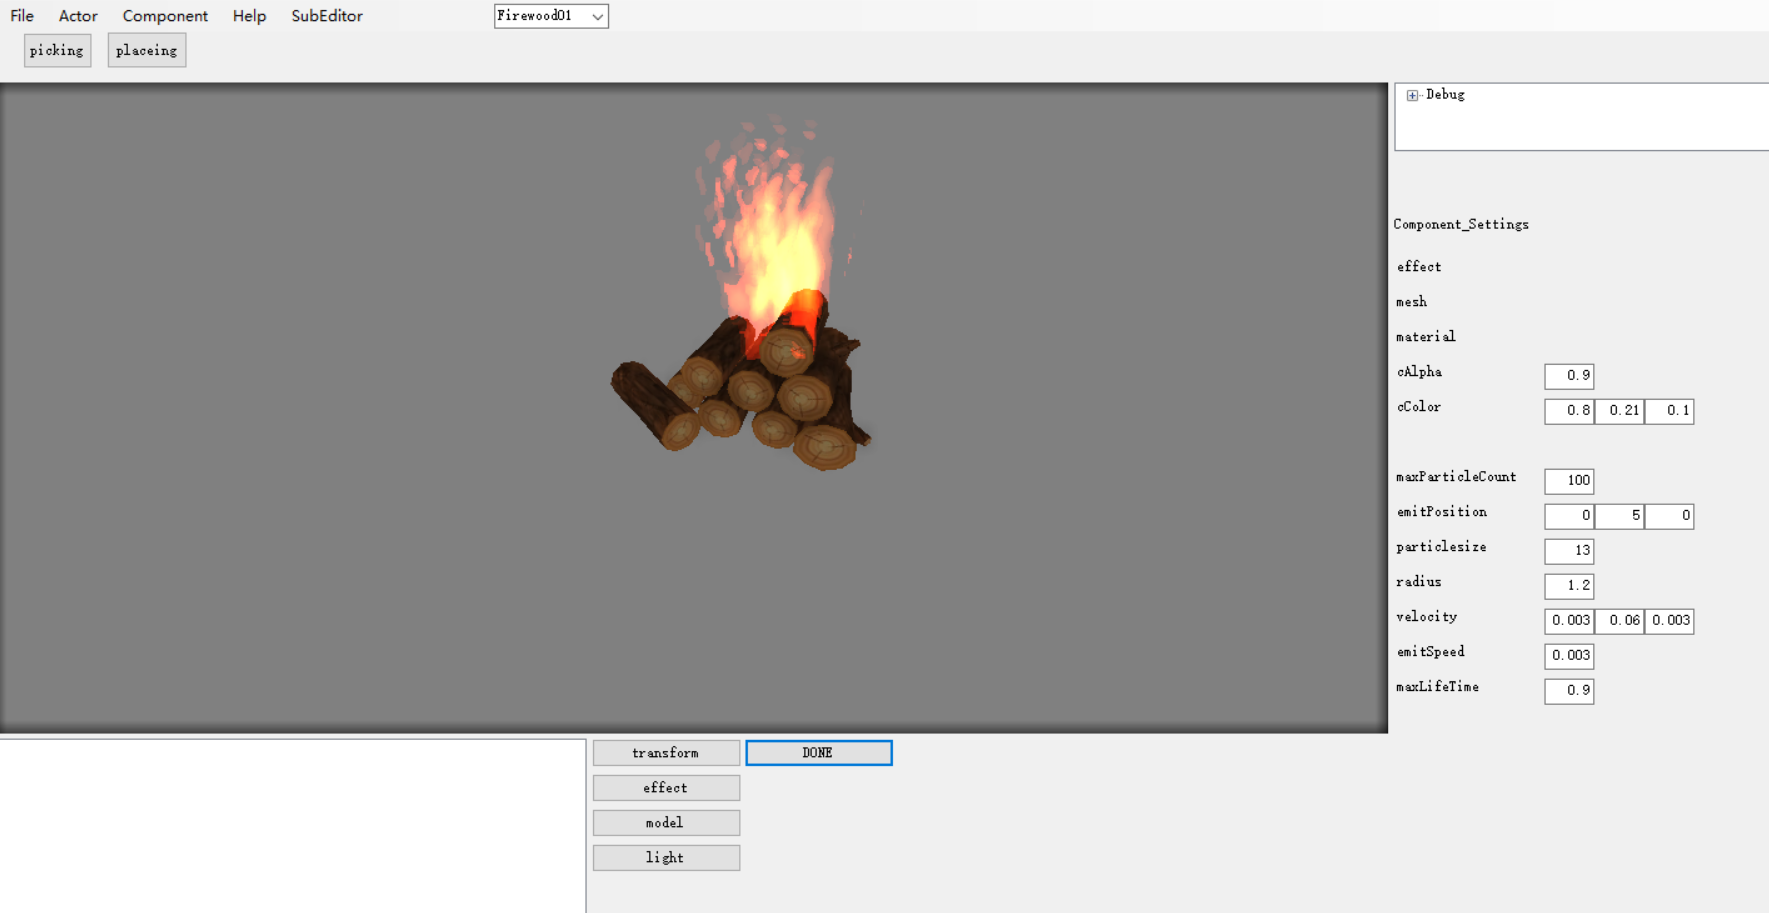 File Actor Component Help SubEditor Firewood01
picking placeing
Debug
Component_Settings
effect
mesh
material
cAlpha 0.9
cColor 0.8 0.21 0.1
maxParticleCount 100
emitPosition 0 5 0
particlesize 13
radius 1.2
velocity 0.003 0.06 0.003
emitSpeed 0.003
maxLifeTime 0.9
transform DONE
effect
model
light